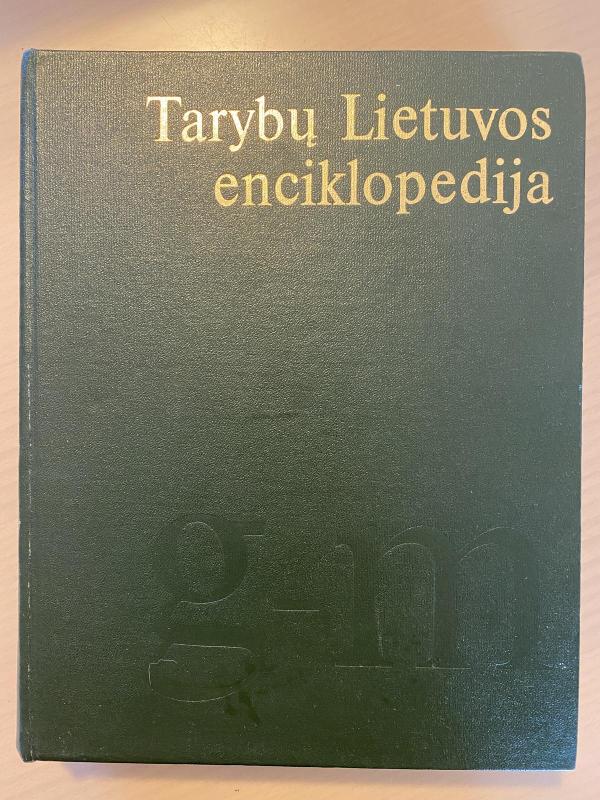 Tarybų Lietuvos
enciklopedija
g-m